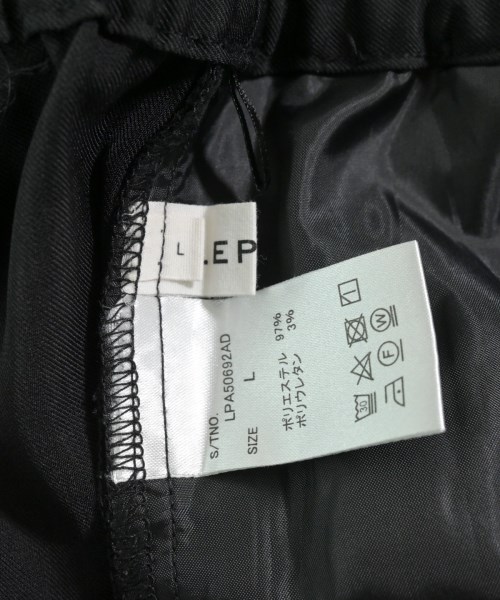 L
.EP
S/TNO.
LPA50692AD
SIZE L
ポリエステル 97%
ポリウレタン 3%
W
F